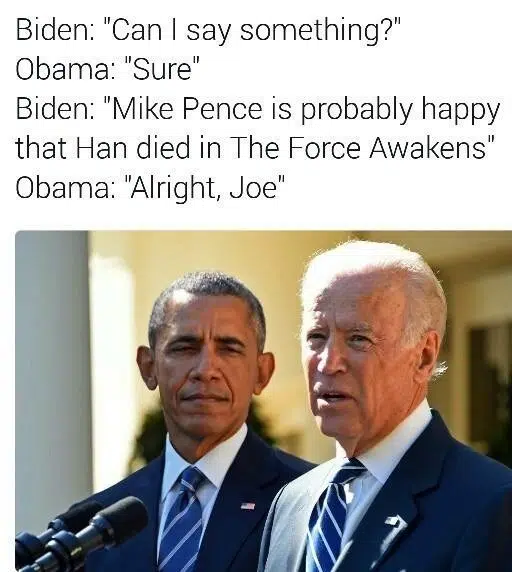 Biden: "Can I say something?"
Obama: "Sure"
Biden: "Mike Pence is probably happy
that Han died in The Force Awakens"
Obama: "Alright, Joe"